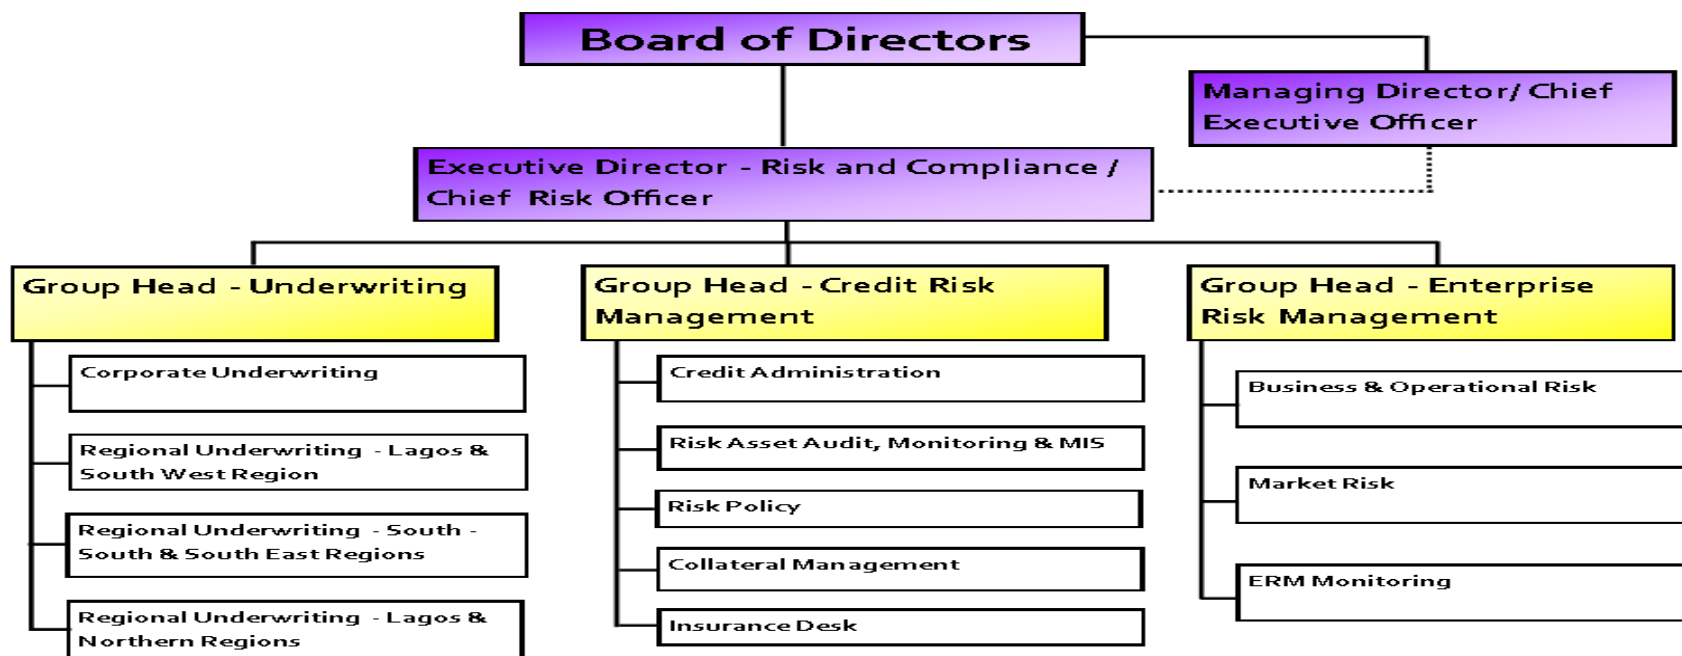 Board of Directors
Managing Director/ Chief
Executive Officer
Executive Director - Risk and Compliance /
Chief Risk Officer
Group Head - Underwriting
Corporate Underwriting
Regional Underwriting - Lagos &
South West Region
Regional Underwriting - South -
South & South East Regions
Regional Underwriting - Lagos &
Northern Regions
Group Head - Credit Risk
Management
Credit Administration
Risk Asset Audit, Monitoring & MIS
Risk Policy
Collateral Management
Insurance Desk
Group Head - Enterprise
Risk Management
Business & Operational Risk
Market Risk
ERM Monitoring